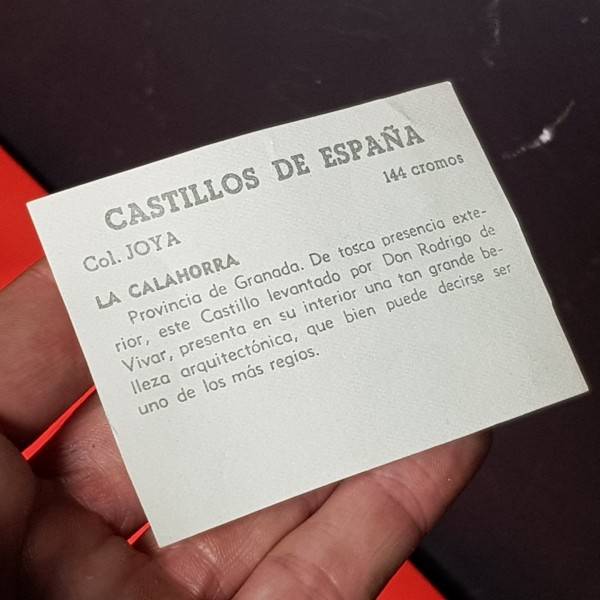 CASTILLOS DE ESPAÑA
144 cromos
Col. JOYA
LA CALAHORRA
Provincia de Granada. De tosca presencia exte-
rior, este Castillo levantado por Don Rodrigo de
Vivar, presenta en su interior una tan grande be-
lleza arquitectónica, que bien puede decirse ser
uno de los más regios.